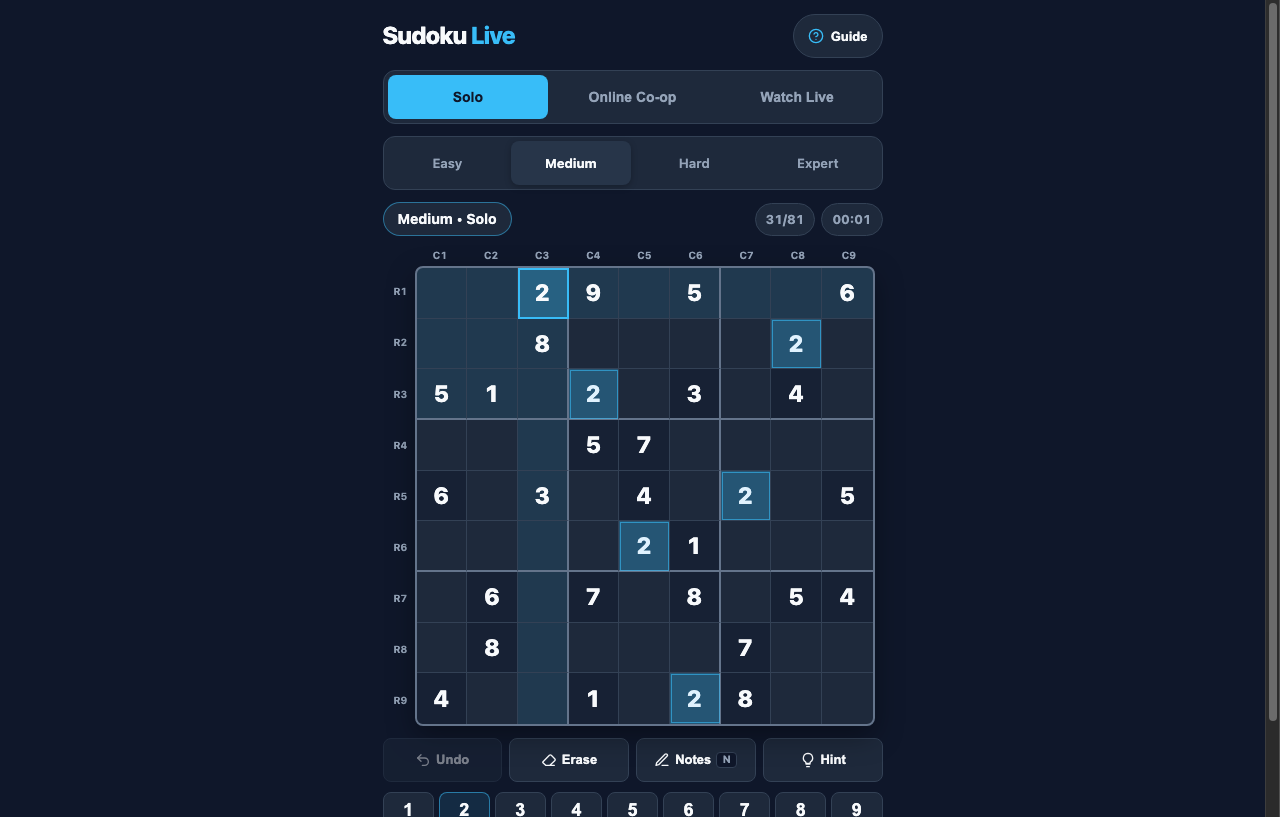 Sudoku Live
Guide
Solo Online Co-op Watch Live
Easy Medium Hard Expert
Medium • Solo 31/81 00:01
C1 C2 C3 C4 C5 C6 C7 C8 C9
R1 2 9 5 6
R2 8 2
R3 5 1 2 3 4
R4 5 7
R5 6 3 4 2 5
R6 2 1
R7 6 7 8 5 4
R8 8 7
R9 4 1 2 8
Undo Erase Notes N Hint
1 2 3 4 5 6 7 8 9